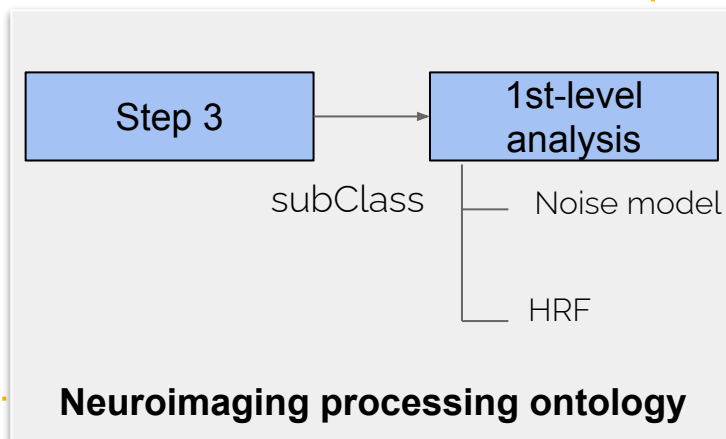 Step 3
1st-level
analysis
subClass
Noise model
HRF
Neuroimaging processing ontology